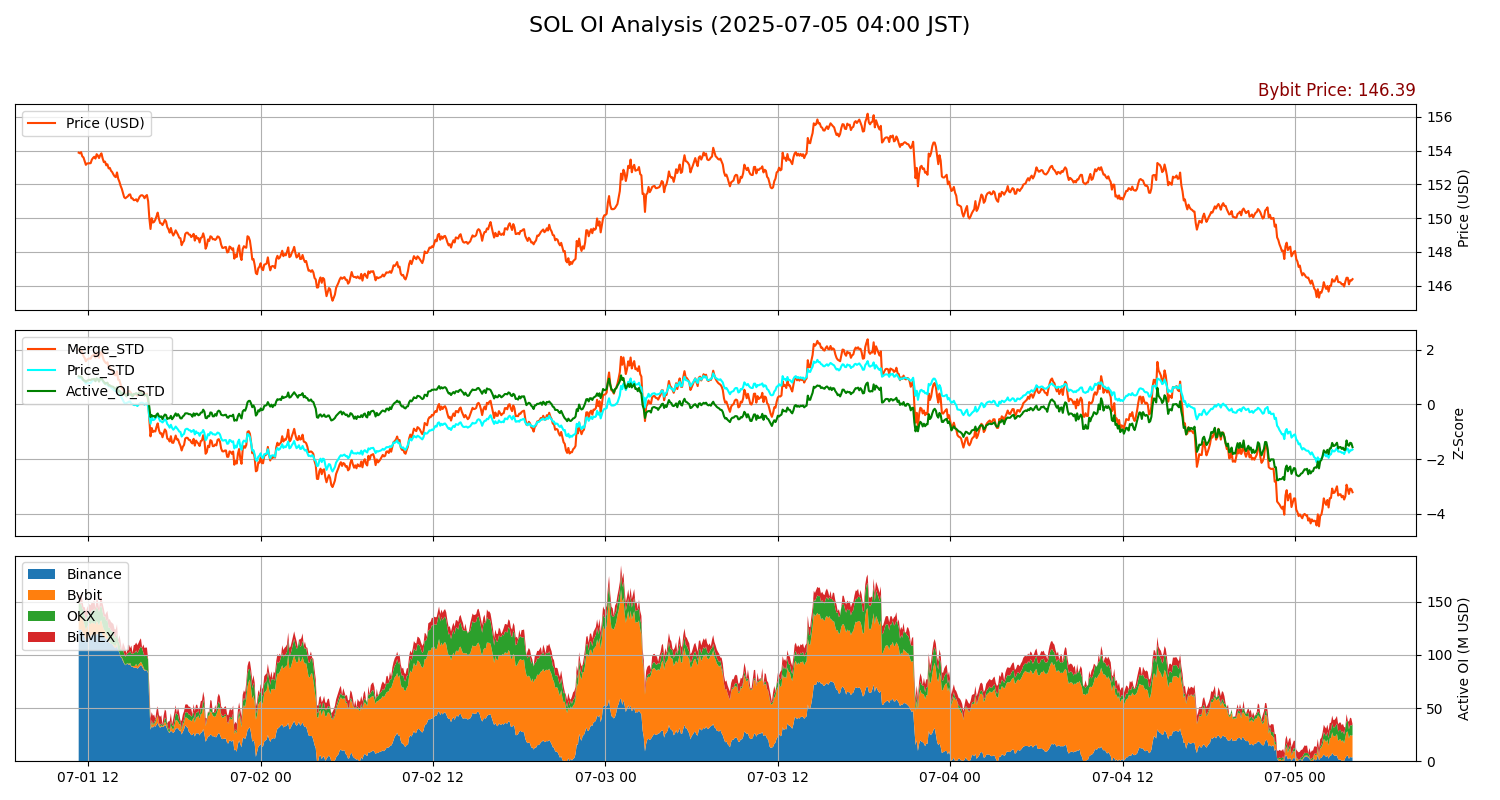 SOL OI Analysis (2025-07-05 04:00 JST)
Bybit Price: 146.39
Price (USD)
156
154
152
150
148
146
Price (USD)
Merge_STD
Price_STD
Active_OI_STD
2
0
−2
−4
Z-Score
Binance
Bybit
OKX
BitMEX
150
100
50
0
Active OI (M USD)
07-01 12
07-02 00
07-02 12
07-03 00
07-03 12
07-04 00
07-04 12
07-05 00